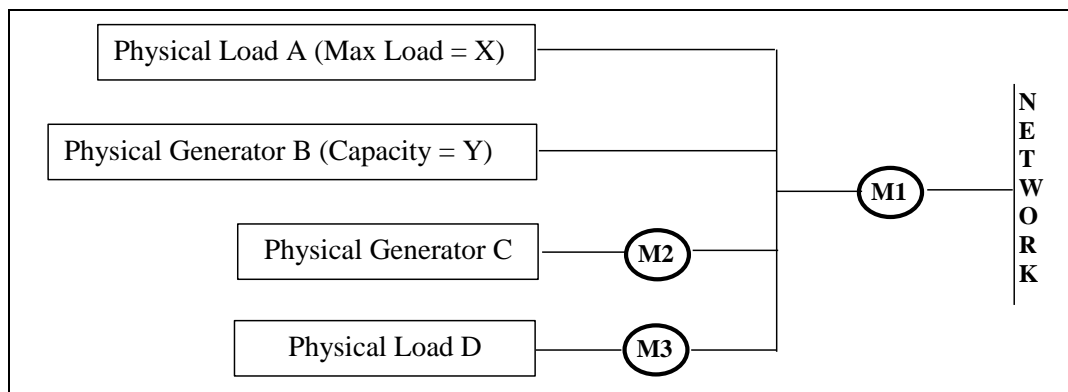 Physical Load A (Max Load = X)
Physical Generator B (Capacity = Y)
M1
Physical Generator C
M2
Physical Load D
M3
NETWORK